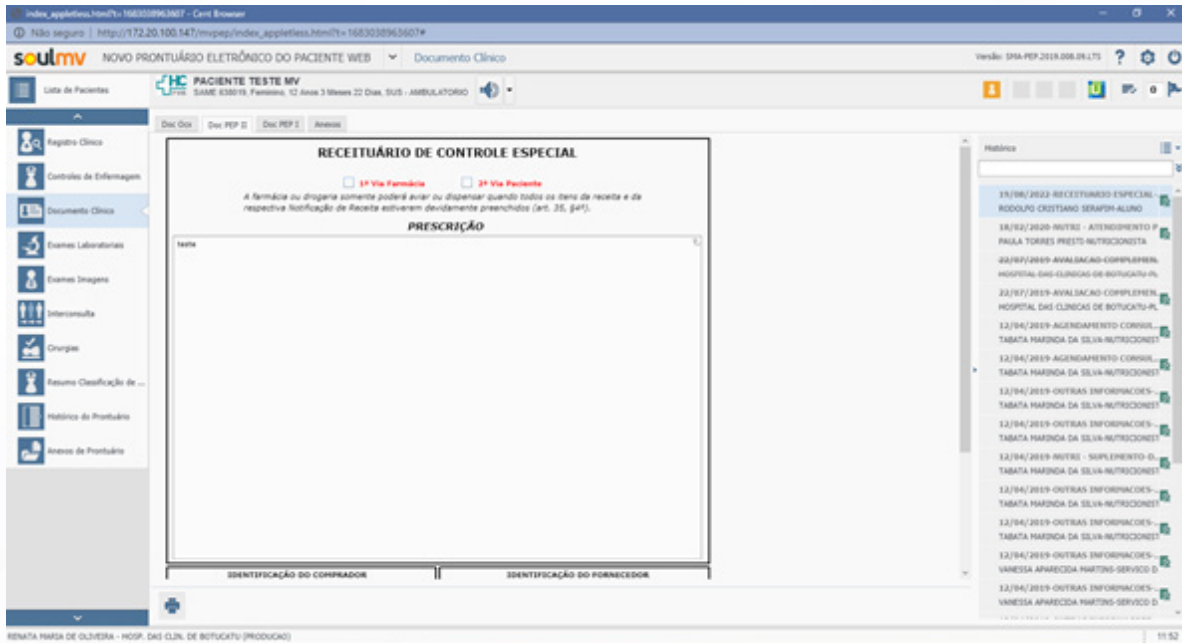 index_appletless.html?t=1683038963607 - Cent Browser
Não seguro | http://172.20.100.147/mvpep/index_appletless.html?t=1683038963607#
soulmv NOVO PRONTUÁRIO ELETRÔNICO DO PACIENTE WEB Documento Clínico Versão: SMA-PEP.2019.008.09.LTS ?
Lista de Pacientes
HC PACIENTE TESTE MV
SAME 638019, Feminino, 12 Anos 3 Meses 22 Dias, SUS - AMBULATORIO
0
Registro Clínico
Controles de Enfermagem
Documento Clínico
Exames Laboratoriais
Exames Imagens
Interconsulta
Cirurgias
Resumo Classificação de ...
Histórico do Prontuário
Anexos de Prontuário
Doc PEP II Doc PEP I Anexos
RECEITUÁRIO DE CONTROLE ESPECIAL
1ª Via Farmácia 2ª Via Paciente
A farmácia ou drogaria somente poderá aviar ou dispensar quando todos os itens da receita e da
respectiva Notificação de Receita estiverem devidamente preenchidos (art. 35, §4º).
PRESCRIÇÃO
teste
IDENTIFICAÇÃO DO COMPRADOR IDENTIFICAÇÃO DO FORNECEDOR
Histórico
19/08/2022-RECEITUARIO ESPECIAL-
RODOLFO CRISTIANO SERAFIM-ALUNO
18/02/2020-NUTRI - ATENDIMENTO P
PAULA TORRES PRESTI-NUTRICIONISTA
22/07/2019-AVALIACAO COMPLEMEN
HOSPITAL DAS CLINICAS DE BOTUCATU-PL
22/07/2019-AVALIACAO COMPLEMEN
HOSPITAL DAS CLINICAS DE BOTUCATU-PL
12/04/2019-AGENDAMENTO CONSUL...
TABATA MARINDA DA SILVA-NUTRICIONIST
12/04/2019-AGENDAMENTO CONSUL...
TABATA MARINDA DA SILVA-NUTRICIONIST
12/04/2019-OUTRAS INFORMACOES-...
TABATA MARINDA DA SILVA-NUTRICIONIST
12/04/2019-OUTRAS INFORMACOES-...
TABATA MARINDA DA SILVA-NUTRICIONIST
12/04/2019-NUTRI - SUPLEMENTO D...
TABATA MARINDA DA SILVA-NUTRICIONIST
12/04/2019-OUTRAS INFORMACOES-...
TABATA MARINDA DA SILVA-NUTRICIONIST
12/04/2019-OUTRAS INFORMACOES-...
TABATA MARINDA DA SILVA-NUTRICIONIST
12/04/2019-OUTRAS INFORMACOES-...
VANESSA APARECIDA MARTINS-SERVICO D
12/04/2019-OUTRAS INFORMACOES-...
VANESSA APARECIDA MARTINS-SERVICO D
RENATA MARIA DE OLIVEIRA - HOSP. DAS CLIN. DE BOTUCATU (PRODUCAO) 11:52